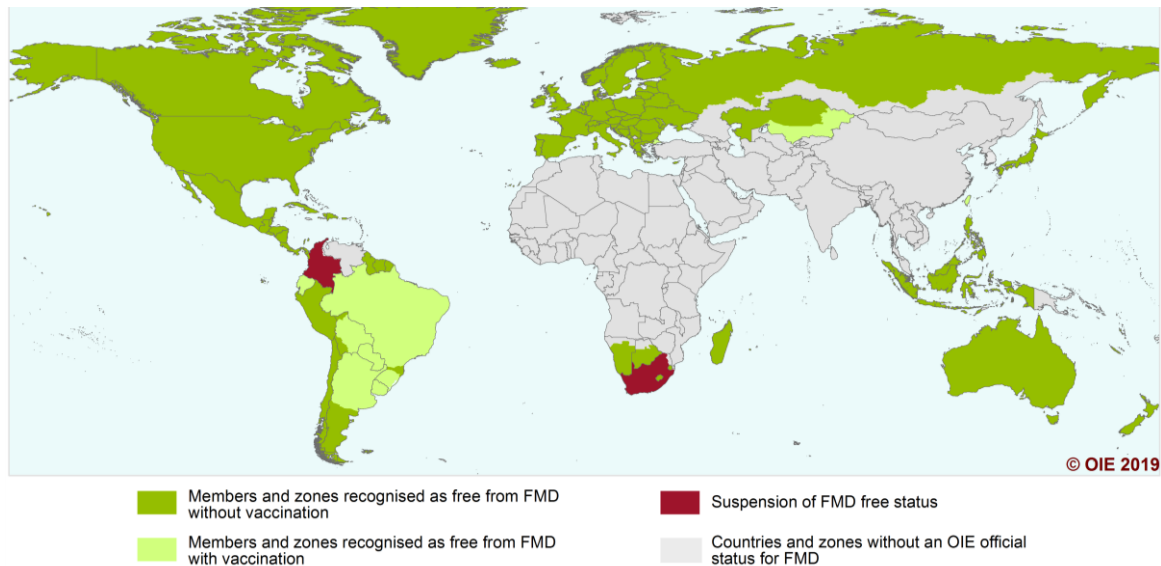 © OIE 2019
Members and zones recognised as free from FMD
without vaccination
Suspension of FMD free status
Members and zones recognised as free from FMD
with vaccination
Countries and zones without an OIE official
status for FMD